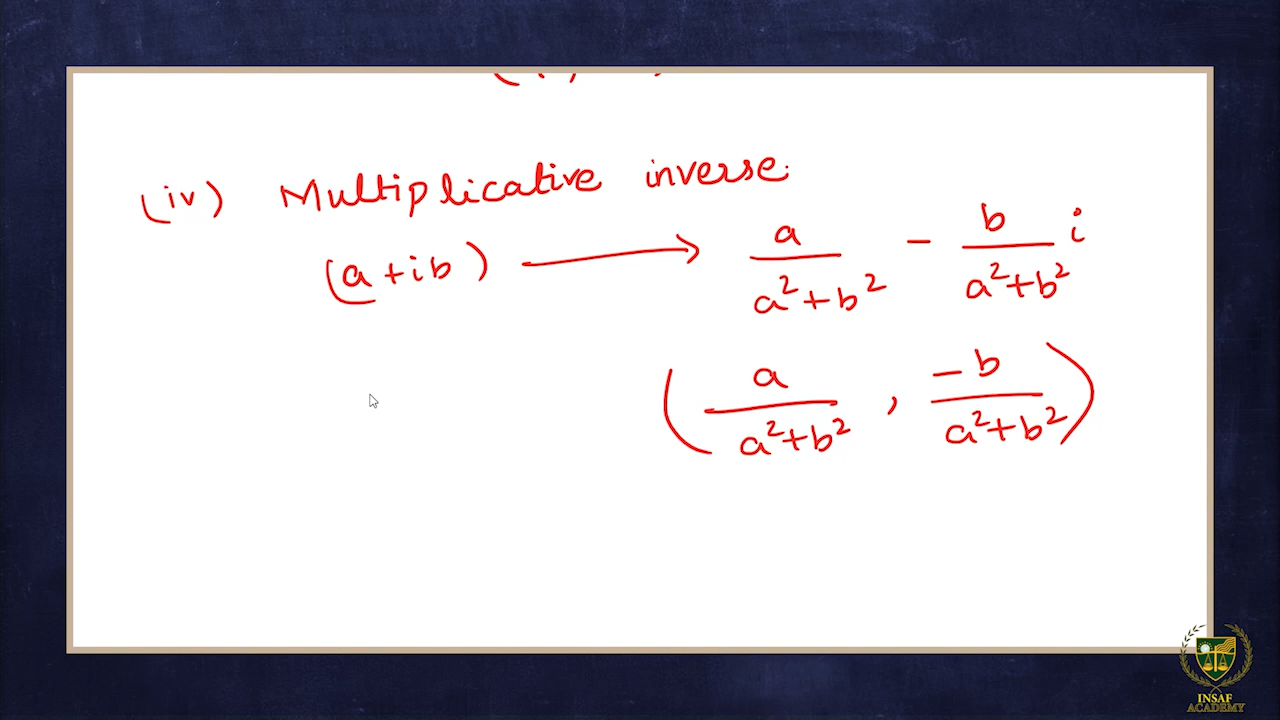 (iv) Multiplicative inverse.
(a+ib) → a/(a²+b²) - b/(a²+b²) i
(a/(a²+b²), -b/(a²+b²))
INSAF
ACADEMY